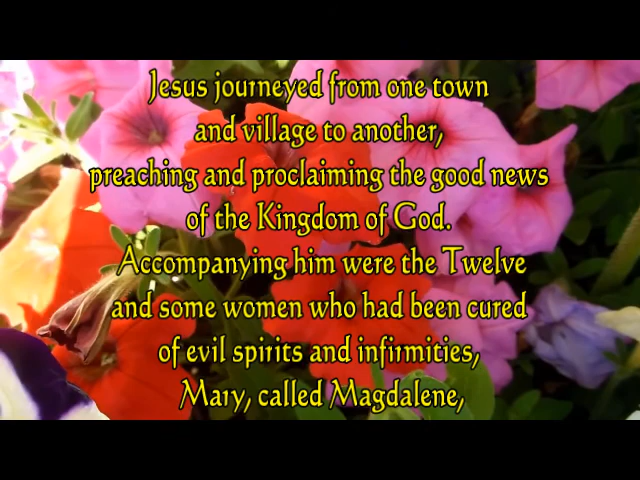 Jesus journeyed from one town
and village to another,
preaching and proclaiming the good news
of the Kingdom of God.
Accompanying him were the Twelve
and some women who had been cured
of evil spirits and infirmities,
Mary, called Magdalene,